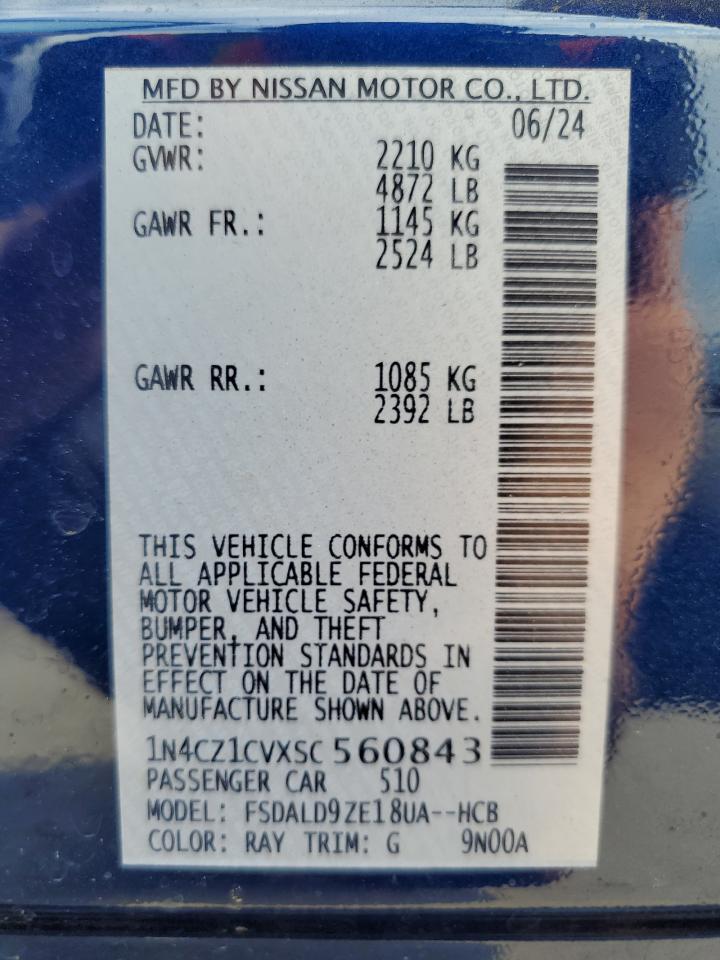 MFD BY NISSAN MOTOR CO., LTD.
DATE: 06/24
GVWR: 2210 KG
4872 LB
GAWR FR.: 1145 KG
2524 LB
GAWR RR.: 1085 KG
2392 LB
THIS VEHICLE CONFORMS TO
ALL APPLICABLE FEDERAL
MOTOR VEHICLE SAFETY,
BUMPER, AND THEFT
PREVENTION STANDARDS IN
EFFECT ON THE DATE OF
MANUFACTURE SHOWN ABOVE.
1N4CZ1CVXSC560843
PASSENGER CAR 510
MODEL: FSDALD9ZE18UA--HCB
COLOR: RAY TRIM: G 9N00A